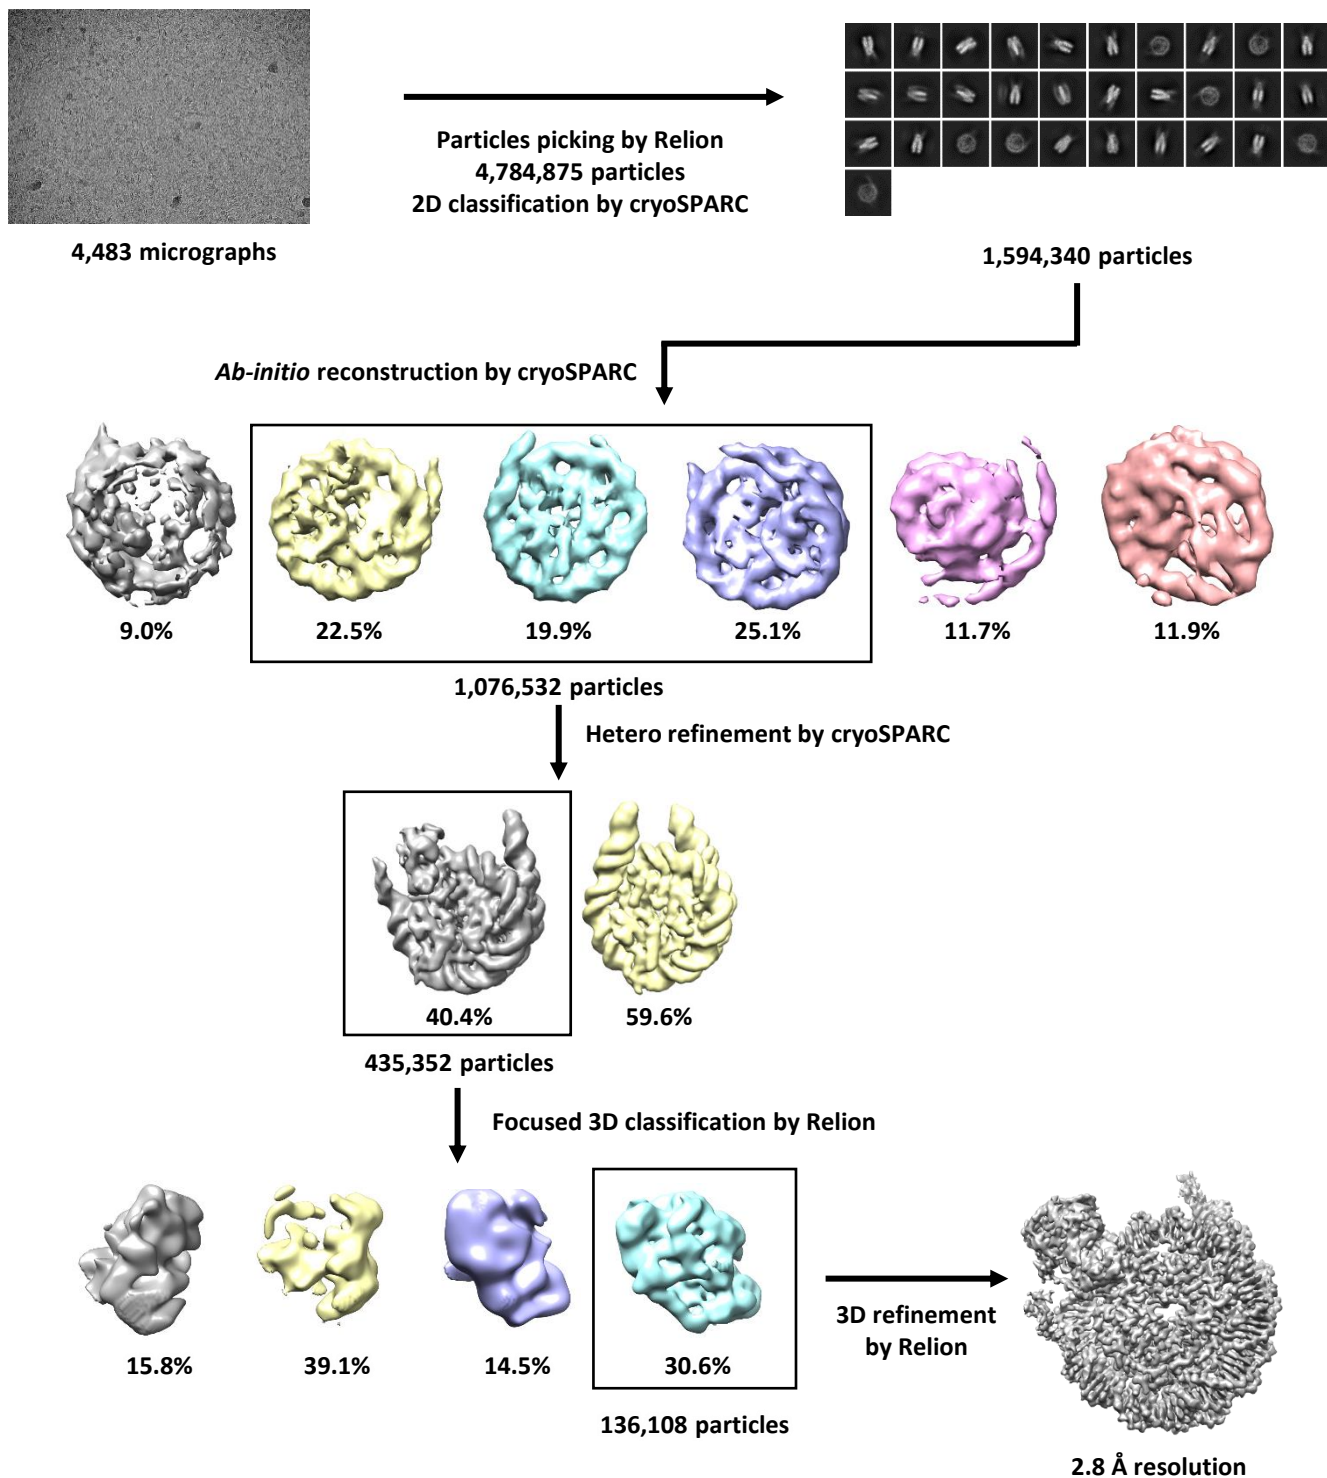 4,483 micrographs
Particles picking by Relion
4,784,875 particles
2D classification by cryoSPARC
1,594,340 particles
Ab-initio reconstruction by cryoSPARC
9.0%
22.5%
19.9%
25.1%
11.7%
11.9%
1,076,532 particles
Hetero refinement by cryoSPARC
40.4%
59.6%
435,352 particles
Focused 3D classification by Relion
15.8%
39.1%
14.5%
30.6%
136,108 particles
3D refinement
by Relion
2.8 Å resolution